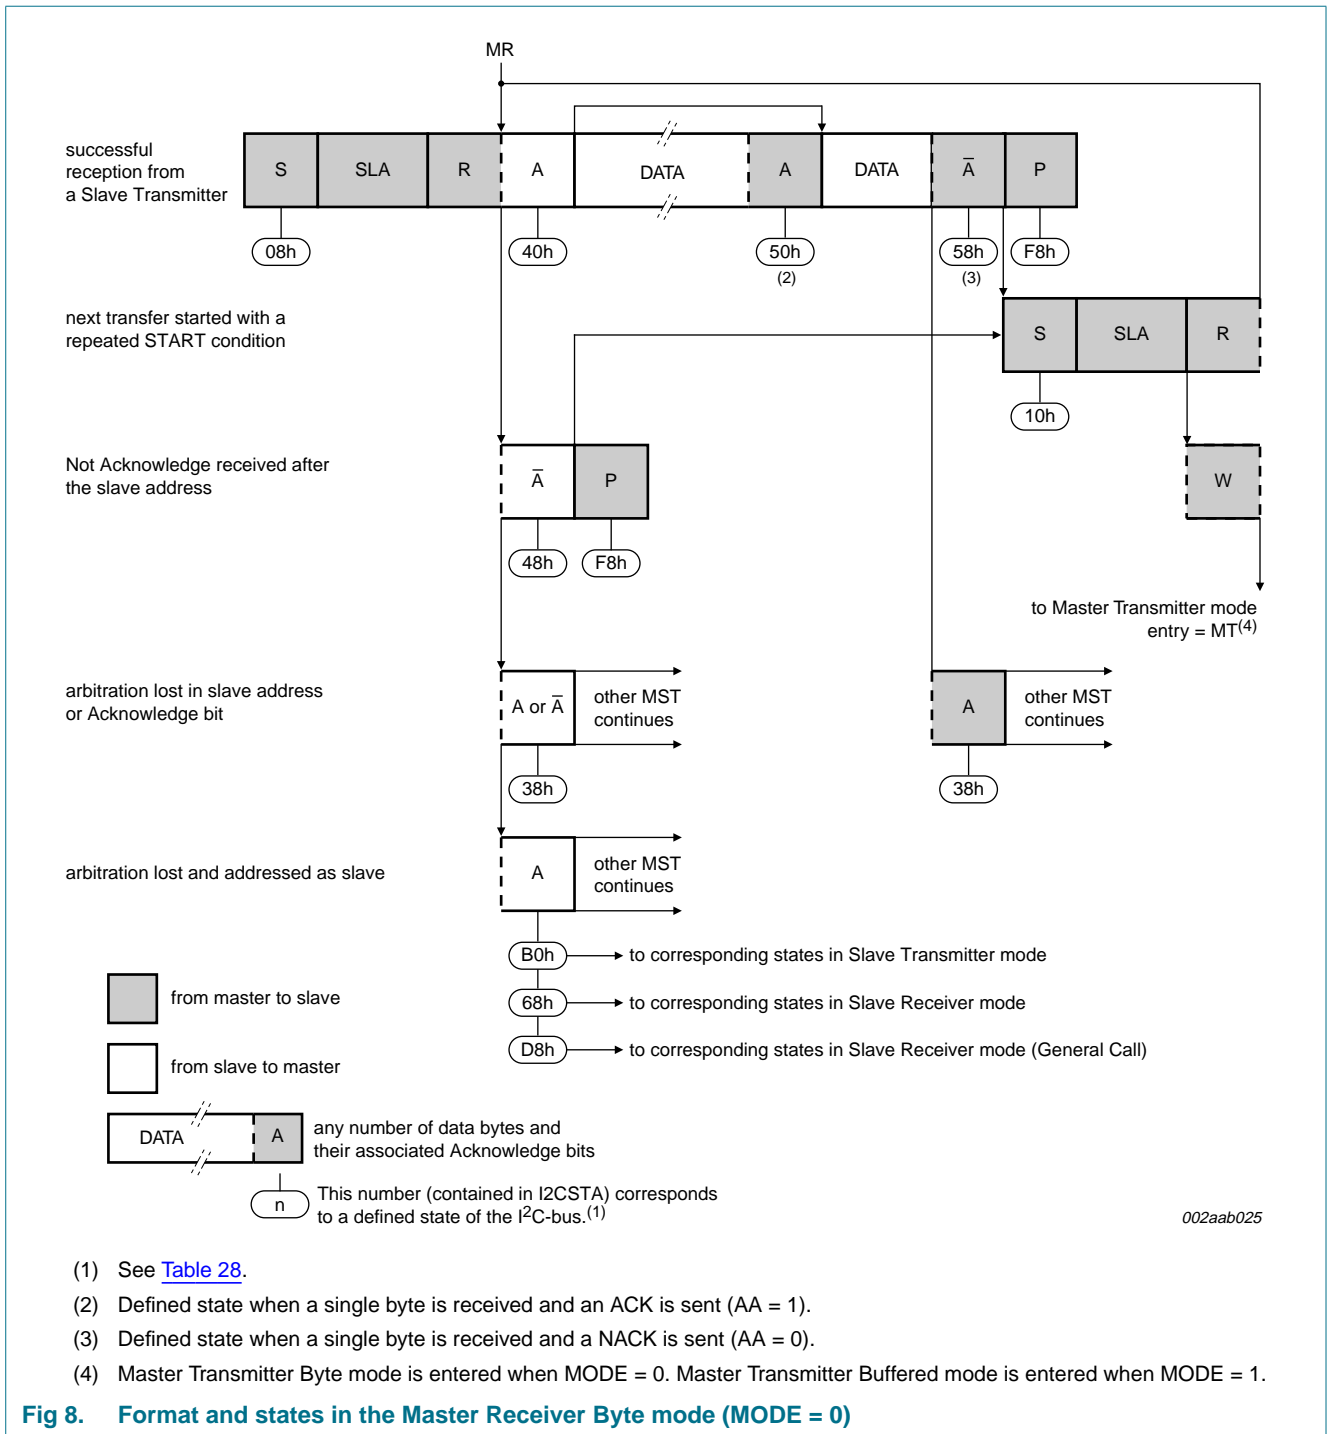 MR
successful
reception from
a Slave Transmitter
S SLA R A DATA A DATA A̅ P
08h 40h 50h 58h F8h
(2) (3)
next transfer started with a
repeated START condition
S SLA R
10h
Not Acknowledge received after
the slave address
A̅ P
W
48h F8h
to Master Transmitter mode
entry = MT(4)
arbitration lost in slave address
or Acknowledge bit
A or A̅
other MST
continues
A
other MST
continues
38h 38h
arbitration lost and addressed as slave
A
other MST
continues
B0h to corresponding states in Slave Transmitter mode
68h to corresponding states in Slave Receiver mode
D8h to corresponding states in Slave Receiver mode (General Call)
from master to slave
from slave to master
DATA A
any number of data bytes and
their associated Acknowledge bits
n
This number (contained in I2CSTA) corresponds
to a defined state of the I²C-bus.(1)
002aab025
(1) See Table 28.
(2) Defined state when a single byte is received and an ACK is sent (AA = 1).
(3) Defined state when a single byte is received and a NACK is sent (AA = 0).
(4) Master Transmitter Byte mode is entered when MODE = 0. Master Transmitter Buffered mode is entered when MODE = 1.
Fig 8. Format and states in the Master Receiver Byte mode (MODE = 0)